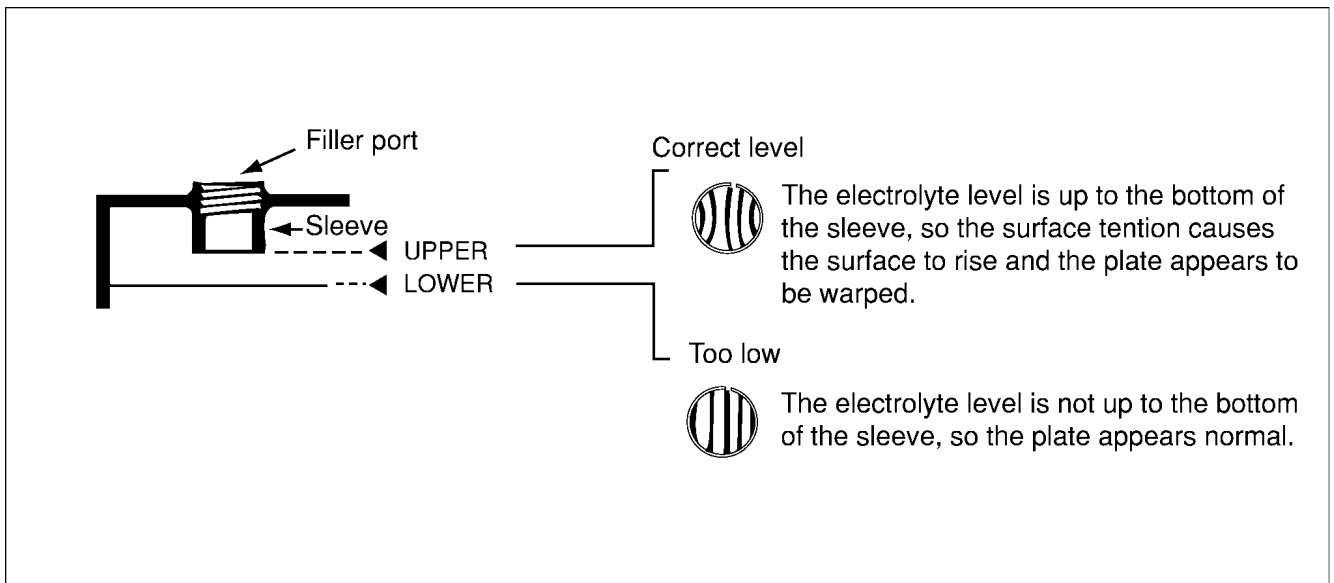 Filler port
Sleeve
UPPER
LOWER
Correct level
The electrolyte level is up to the bottom of
the sleeve, so the surface tention causes
the surface to rise and the plate appears to
be warped.
Too low
The electrolyte level is not up to the bottom
of the sleeve, so the plate appears normal.